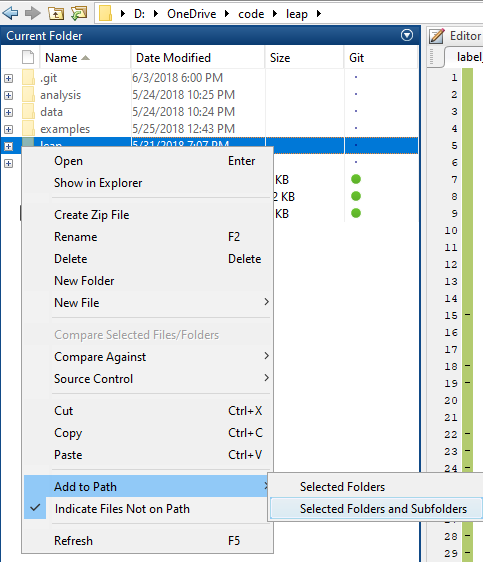 D: › OneDrive › code › leap
Current Folder
Editor
Name Date Modified Size Git
label_
.git 6/3/2018 6:00 PM
analysis 5/24/2018 10:25 PM
data 5/24/2018 10:24 PM
examples 5/25/2018 12:43 PM
leap 5/31/2018 7:07 PM
KB
2 KB
KB
Open Enter
Show in Explorer
Create Zip File
Rename F2
Delete Delete
New Folder
New File
Compare Selected Files/Folders
Compare Against
Source Control
Cut Ctrl+X
Copy Ctrl+C
Paste Ctrl+V
Add to Path
Indicate Files Not on Path
Refresh F5
Selected Folders
Selected Folders and Subfolders
1
2
3
4
5
6
7
8
9
10
11
12
13
14
15
16
17
18
19
20
21
22
23
24
25
26
27
28
29